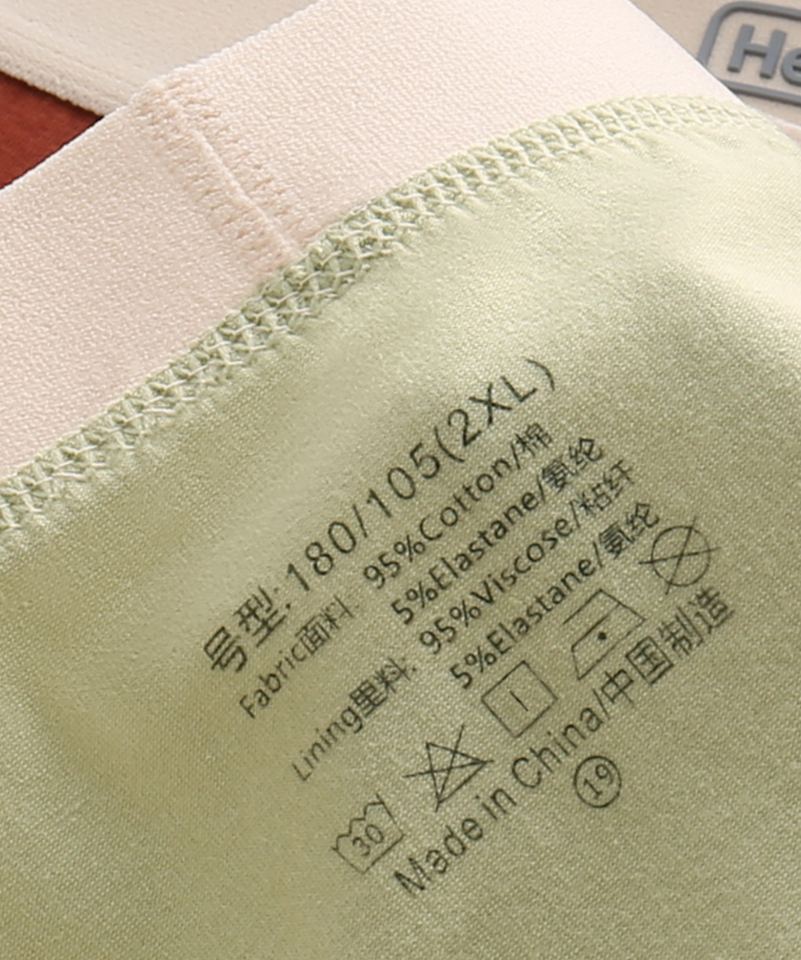 He
号型:180/105(2XL)
Fabric面料: 95%Cotton/棉
5%Elastane/氨纶
Lining里料: 95%Viscose/粘纤
5%Elastane/氨纶
30
Made in China/中国制造
19